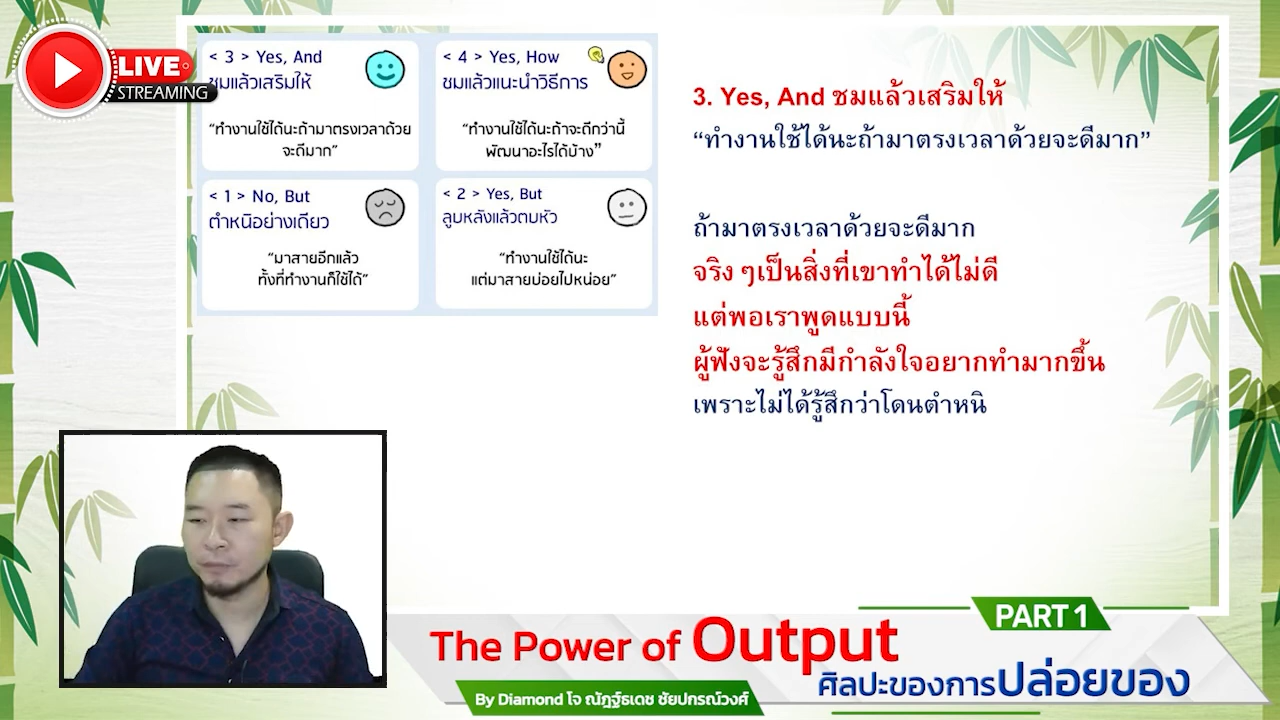 LIVE
STREAMING
< 3 > Yes, And
ชมแล้วเสริมให้
“ทำงานใช้ได้นะถ้ามาตรงเวลาด้วย
จะดีมาก”
< 4 > Yes, How
ชมแล้วแนะนำวิธีการ
“ทำงานใช้ได้นะถ้าจะดีกว่านี้
พัฒนาอะไรได้บ้าง”
< 1 > No, But
ตำหนิอย่างเดียว
“มาสายอีกแล้ว
ทั้งที่ทำงานก็ใช้ได้”
< 2 > Yes, But
ลูบหลังแล้วตบหัว
“ทำงานใช้ได้นะ
แต่มาสายบ่อยไปหน่อย”
3. Yes, And ชมแล้วเสริมให้
“ทำงานใช้ได้นะถ้ามาตรงเวลาด้วยจะดีมาก”
ถ้ามาตรงเวลาด้วยจะดีมาก
จริง ๆเป็นสิ่งที่เขาทำได้ไม่ดี
แต่พอเราพูดแบบนี้
ผู้ฟังจะรู้สึกมีกำลังใจอยากทำมากขึ้น
เพราะไม่ได้รู้สึกว่าโดนตำหนิ
PART 1
The Power of Output
ศิลปะของการปล่อยของ
By Diamond โจ ณัฏฐ์ธเดช ชัยปกรณ์วงศ์